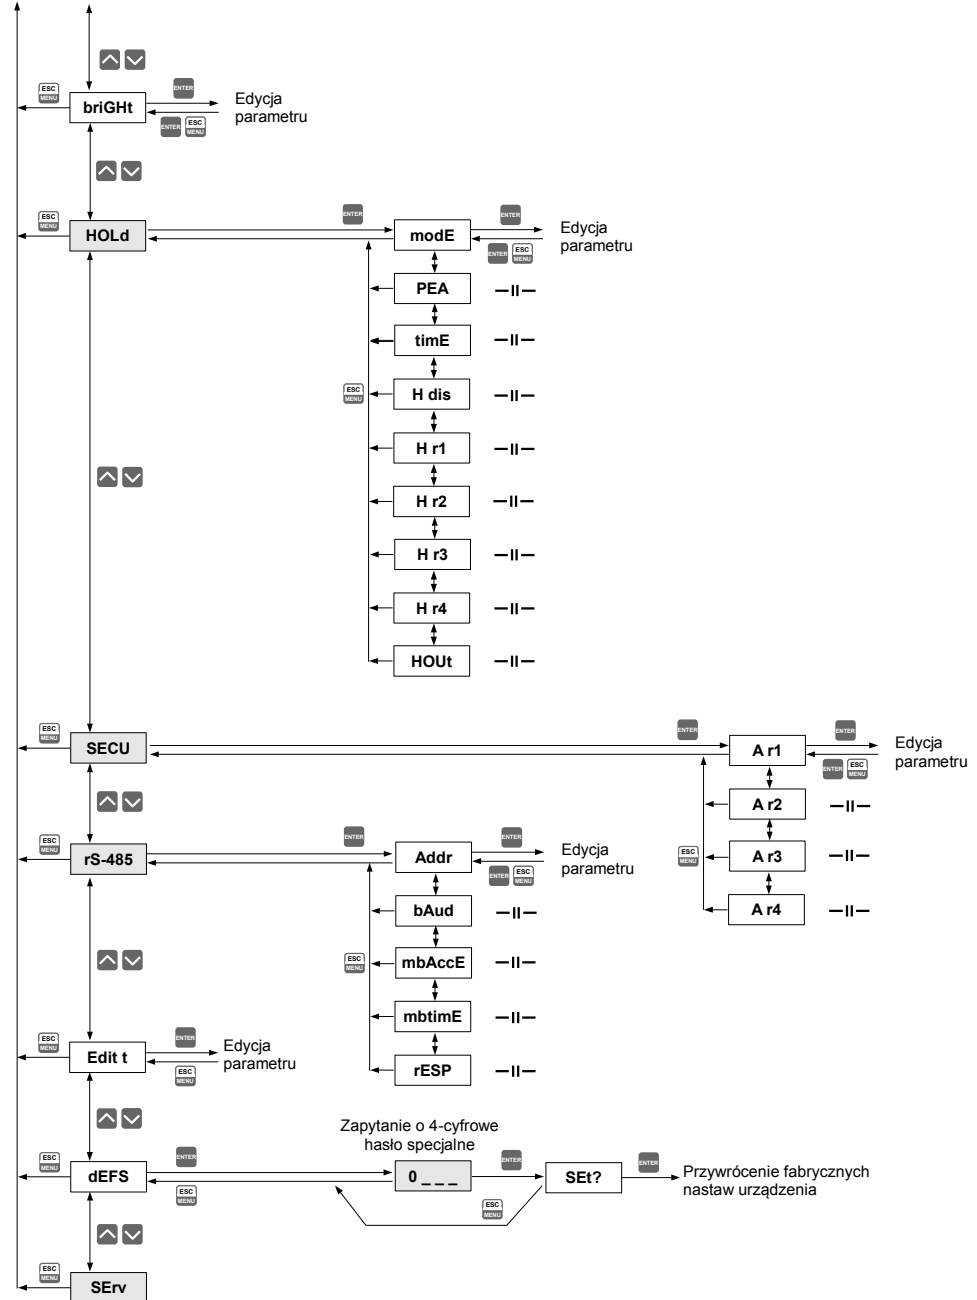 ESC
MENU
briGHt
ENTER
ENTER
ESC
MENU
Edycja
parametru
ESC
MENU
HOLd
ENTER
modE
ENTER
ENTER
ESC
MENU
Edycja
parametru
PEA
—II—
timE
—II—
ESC
MENU
H dis
—II—
H r1
—II—
H r2
—II—
H r3
—II—
H r4
—II—
HOUt
—II—
ESC
MENU
SECU
ENTER
A r1
ENTER
ENTER
ESC
MENU
Edycja
parametru
A r2
—II—
ESC
MENU
A r3
—II—
A r4
—II—
ESC
MENU
rS-485
ENTER
Addr
ENTER
ENTER
ESC
MENU
Edycja
parametru
bAud
—II—
ESC
MENU
mbAccE
—II—
mbtimE
—II—
rESP
—II—
ESC
MENU
Edit t
ENTER
ESC
MENU
Edycja
parametru
Zapytanie o 4-cyfrowe
hasło specjalne
ESC
MENU
dEFS
ENTER
ESC
MENU
0 _ _ _
ENTER
ESC
MENU
SEt?
ENTER
Przywrócenie fabrycznych
nastaw urządzenia
ESC
MENU
SErv